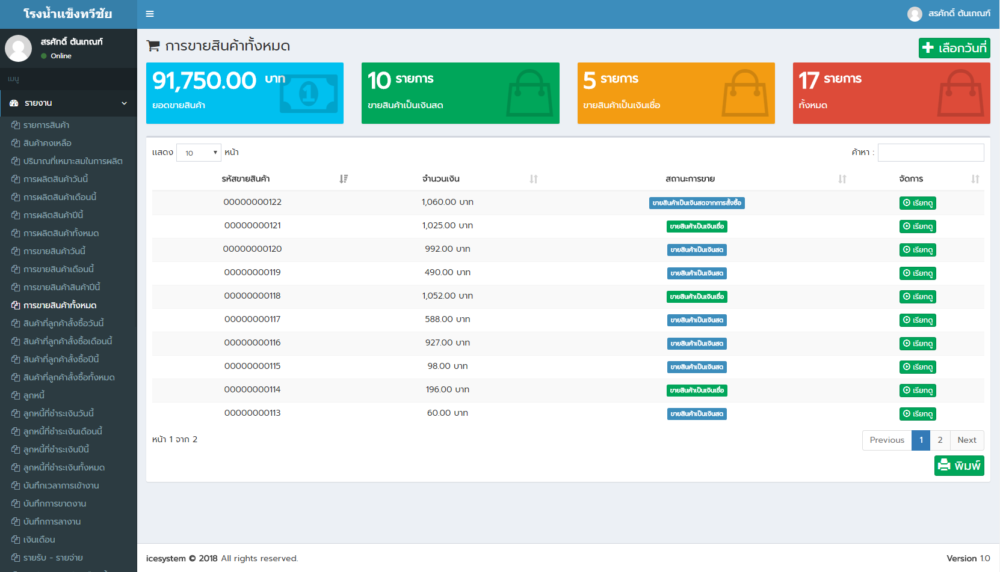 โรงน้ำแข็งทวีชัย
สรศักดิ์ ตันเกณฑ์
สรศักดิ์ ตันเกณฑ์
Online
เมนู
รายงาน
รายการสินค้า
สินค้าคงเหลือ
ปริมาณที่เหมาะสมในการผลิต
การผลิตสินค้าวันนี้
การผลิตสินค้าเดือนนี้
การผลิตสินค้าปีนี้
การผลิตสินค้าทั้งหมด
การขายสินค้าวันนี้
การขายสินค้าเดือนนี้
การขายสินค้าสินค้าปีนี้
การขายสินค้าทั้งหมด
สินค้าที่ลูกค้าสั่งซื้อวันนี้
สินค้าที่ลูกค้าสั่งซื้อเดือนนี้
สินค้าที่ลูกค้าสั่งซื้อปีนี้
สินค้าที่ลูกค้าสั่งซื้อทั้งหมด
ลูกหนี้
ลูกหนี้ที่ชำระเงินวันนี้
ลูกหนี้ที่ชำระเงินเดือนนี้
ลูกหนี้ที่ชำระเงินปีนี้
ลูกหนี้ที่ชำระเงินทั้งหมด
บันทึกเวลาการเข้างาน
บันทึกการขาดงาน
บันทึกการลางาน
เงินเดือน
รายรับ - รายจ่าย
การขายสินค้าทั้งหมด
เลือกวันที่
91,750.00 บาท
ยอดขายสินค้า
10 รายการ
ขายสินค้าเป็นเงินสด
5 รายการ
ขายสินค้าเป็นเงินเชื่อ
17 รายการ
ทั้งหมด
แสดง 10 หน้า
ค้าหา :
รหัสขายสินค้า จำนวนเงิน สถานะการขาย จัดการ
00000000122 1,060.00 บาท ขายสินค้าเป็นเงินสดจากการสั่งซื้อ เรียกดู
00000000121 1,025.00 บาท ขายสินค้าเป็นเงินเชื่อ เรียกดู
00000000120 992.00 บาท ขายสินค้าเป็นเงินสด เรียกดู
00000000119 490.00 บาท ขายสินค้าเป็นเงินสด เรียกดู
00000000118 1,052.00 บาท ขายสินค้าเป็นเงินเชื่อ เรียกดู
00000000117 588.00 บาท ขายสินค้าเป็นเงินสด เรียกดู
00000000116 927.00 บาท ขายสินค้าเป็นเงินสด เรียกดู
00000000115 98.00 บาท ขายสินค้าเป็นเงินสด เรียกดู
00000000114 196.00 บาท ขายสินค้าเป็นเงินเชื่อ เรียกดู
00000000113 60.00 บาท ขายสินค้าเป็นเงินสด เรียกดู
หน้า 1 จาก 2
Previous 1 2 Next
พิมพ์
icesystem © 2018 All rights reserved.
Version 1.0